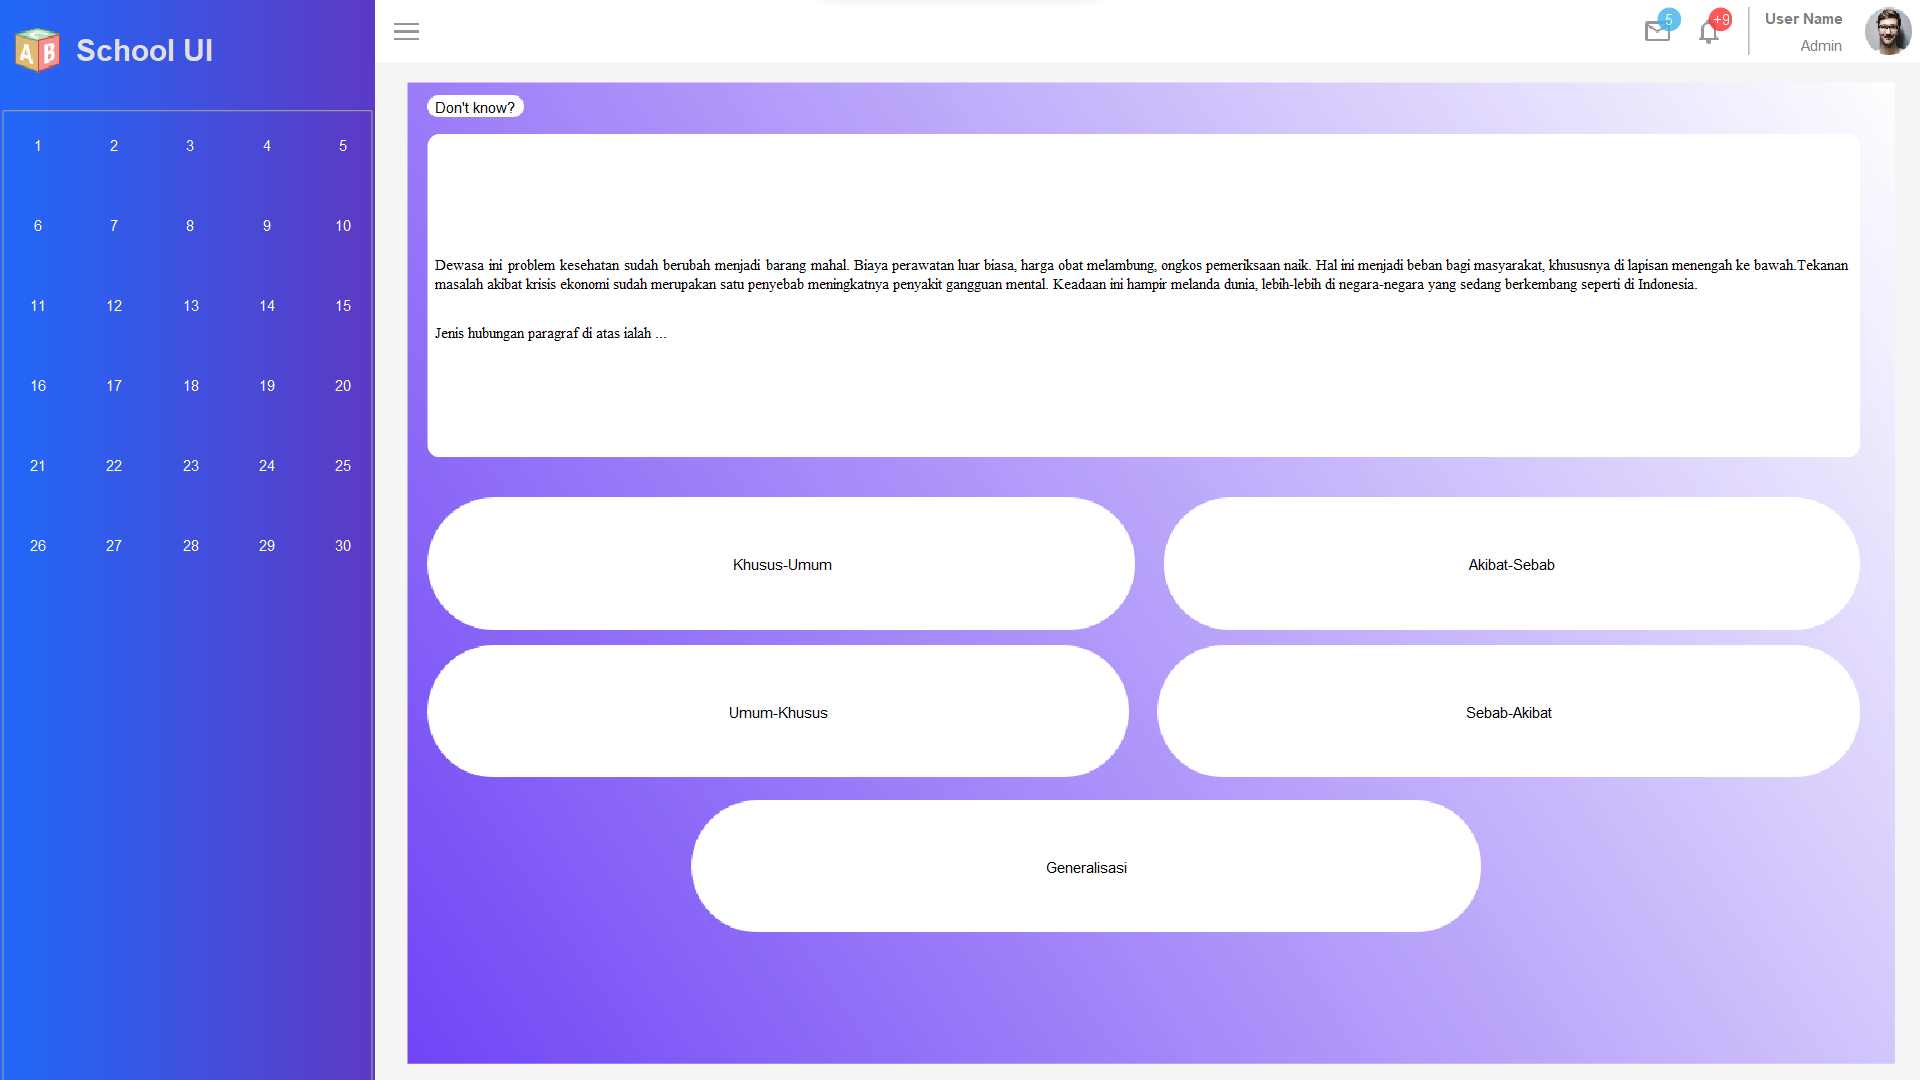 School UI
5
+9
User Name
Admin
1 2 3 4 5
6 7 8 9 10
11 12 13 14 15
16 17 18 19 20
21 22 23 24 25
26 27 28 29 30
Don't know?
Dewasa ini problem kesehatan sudah berubah menjadi barang mahal. Biaya perawatan luar biasa, harga obat melambung, ongkos pemeriksaan naik. Hal ini menjadi beban bagi masyarakat, khususnya di lapisan menengah ke bawah.Tekanan
masalah akibat krisis ekonomi sudah merupakan satu penyebab meningkatnya penyakit gangguan mental. Keadaan ini hampir melanda dunia, lebih-lebih di negara-negara yang sedang berkembang seperti di Indonesia.
Jenis hubungan paragraf di atas ialah ...
Khusus-Umum
Akibat-Sebab
Umum-Khusus
Sebab-Akibat
Generalisasi